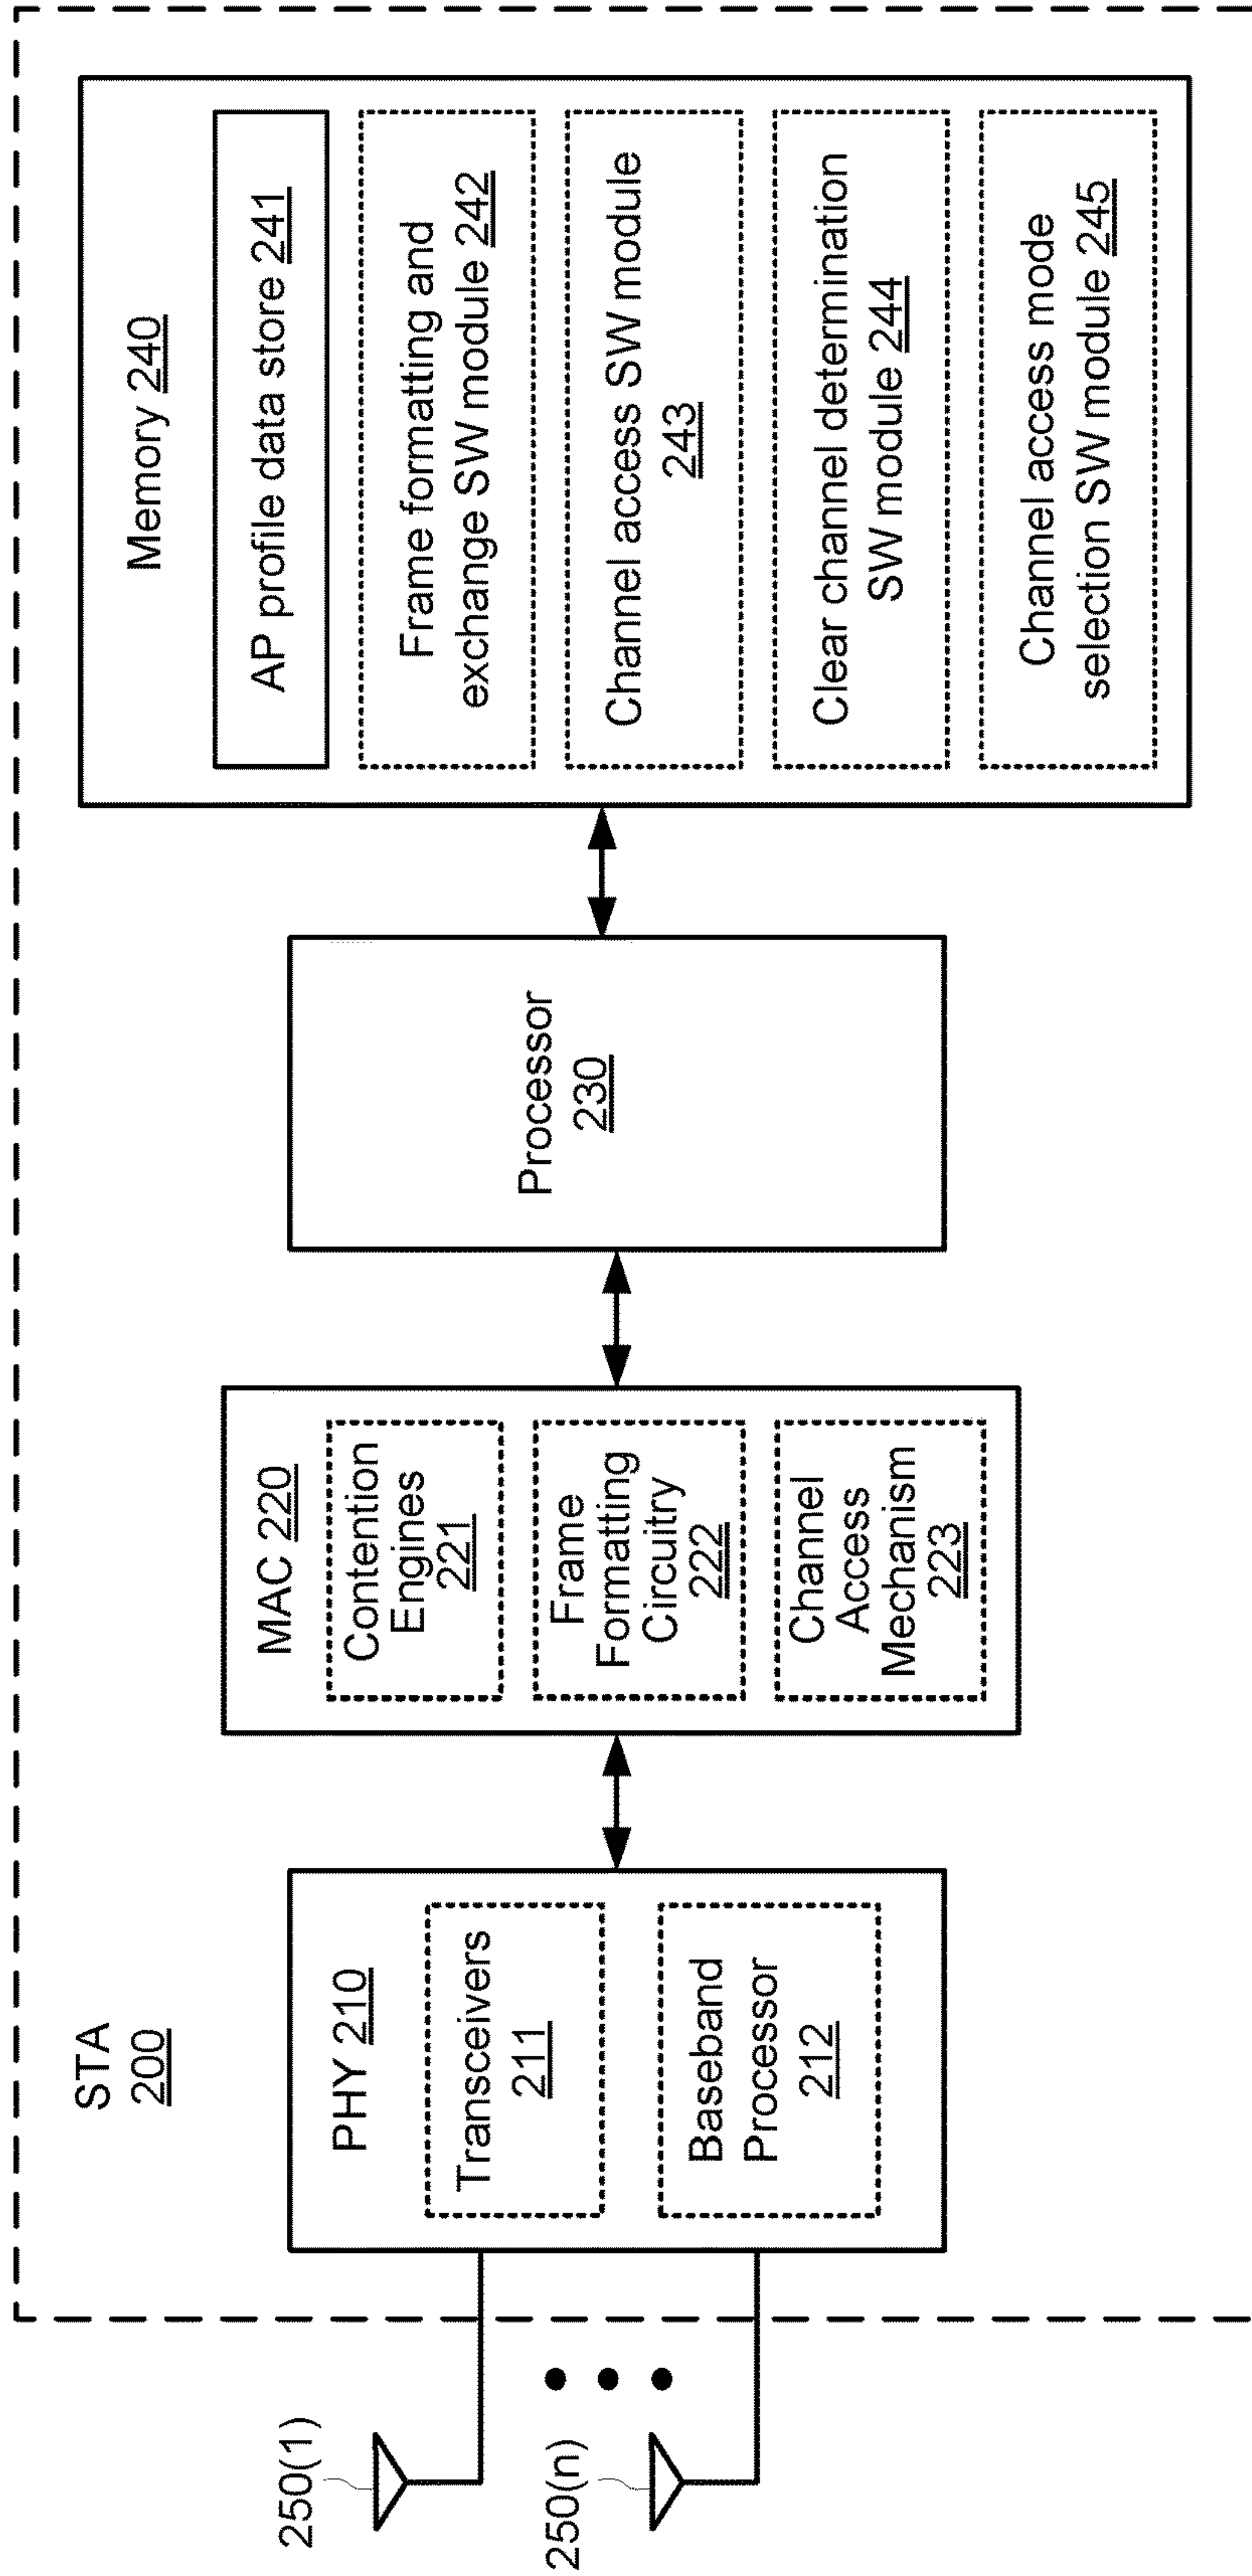 STA
200
250(1)
250(n)
PHY 210
Transceivers
211
Baseband
Processor
212
MAC 220
Contention
Engines
221
Frame
Formatting
Circuitry
222
Channel
Access
Mechanism
223
Processor
230
Memory 240
AP profile data store 241
Frame formatting and
exchange SW module 242
Channel access SW module
243
Clear channel determination
SW module 244
Channel access mode
selection SW module 245